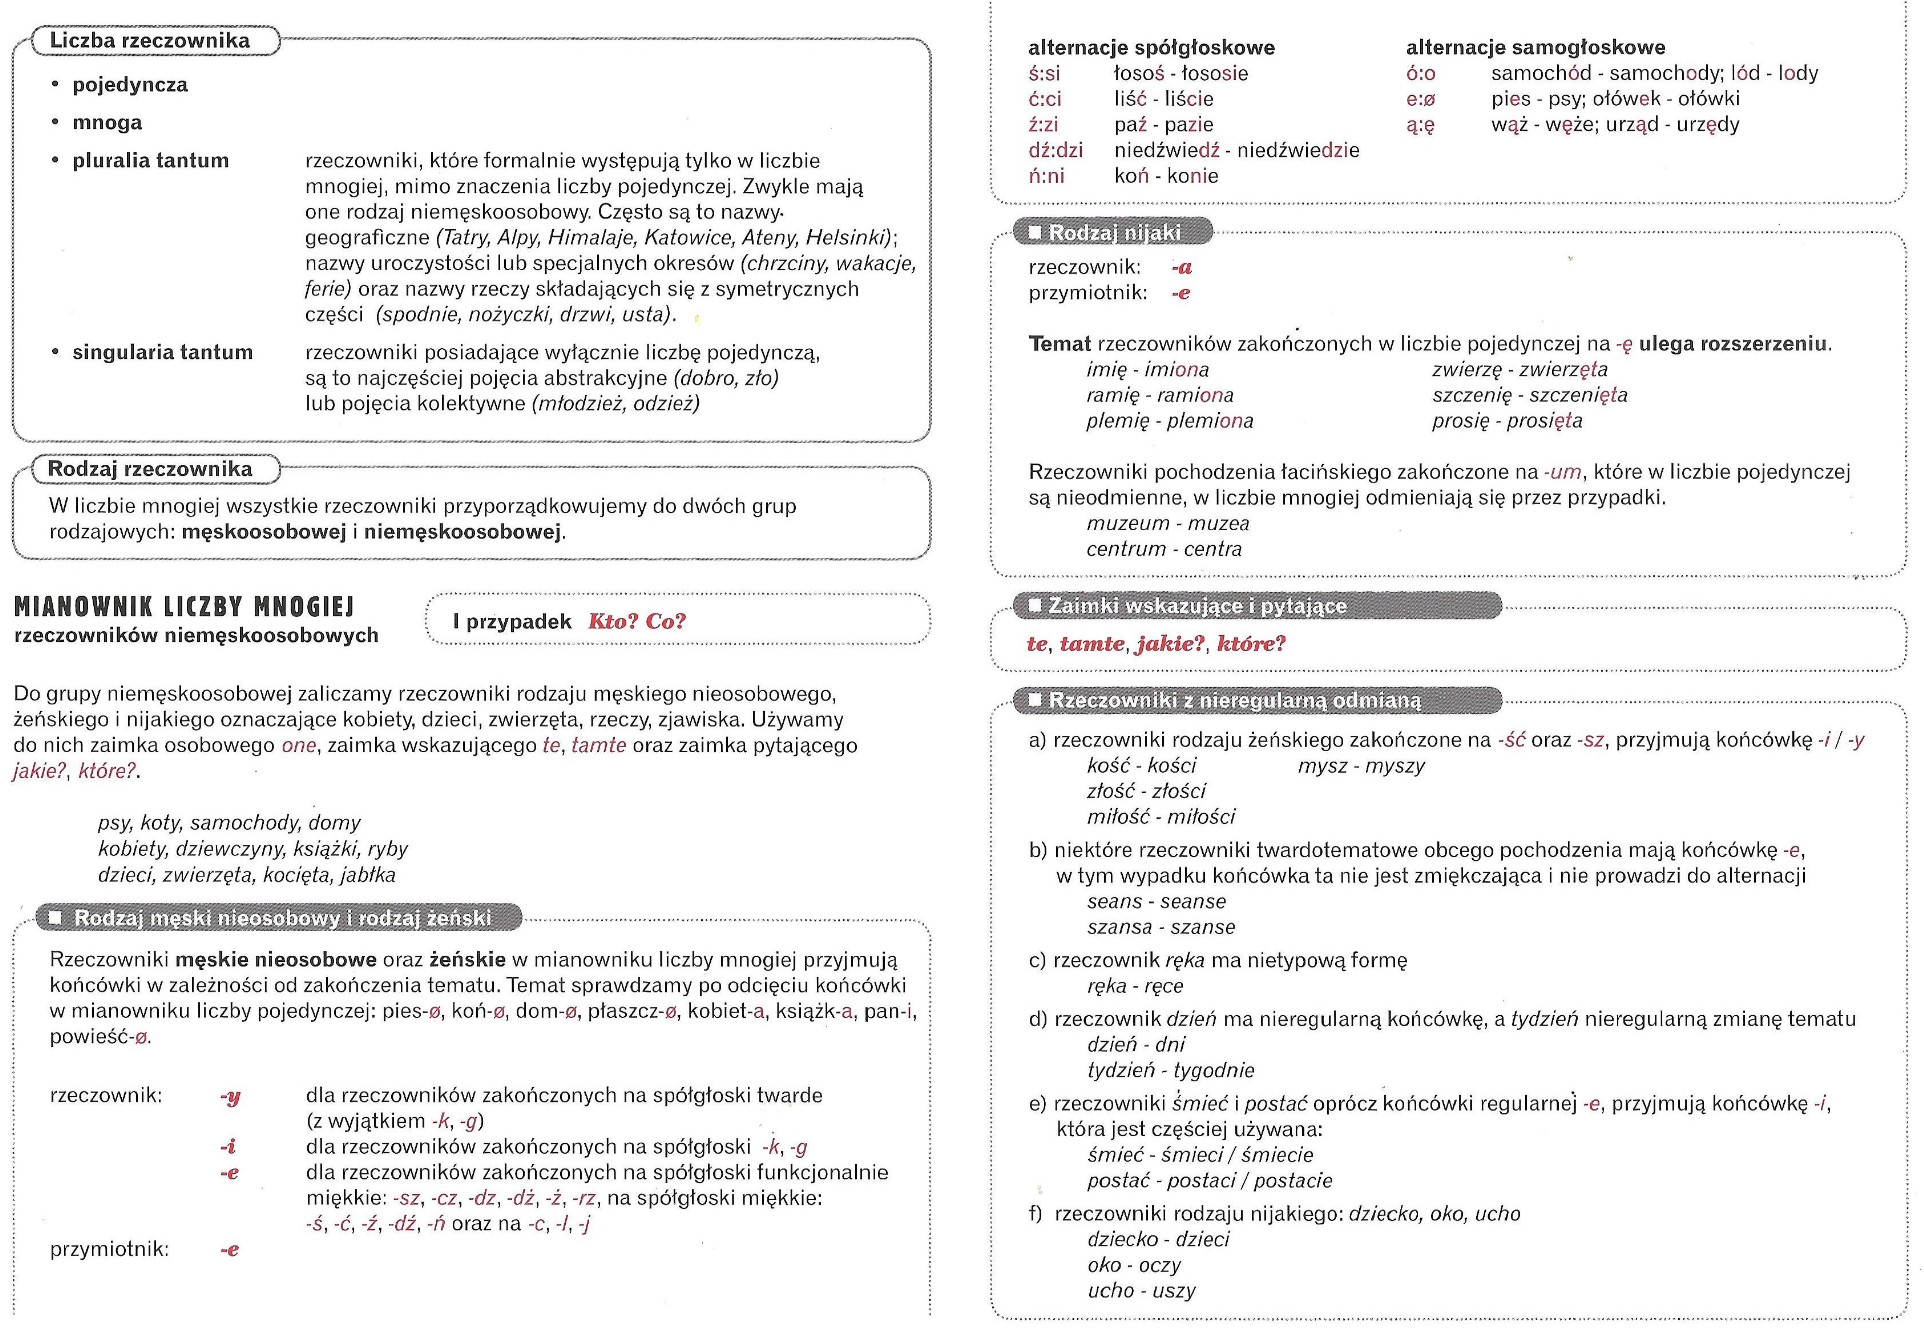 Liczba rzeczownika
• pojedyncza
• mnoga
• pluralia tantum rzeczowniki, które formalnie występują tylko w liczbie
mnogiej, mimo znaczenia liczby pojedynczej. Zwykle mają
one rodzaj niemęskoosobowy. Często są to nazwy
geograficzne (Tatry, Alpy, Himalaje, Katowice, Ateny, Helsinki);
nazwy uroczystości lub specjalnych okresów (chrzciny, wakacje,
ferie) oraz nazwy rzeczy składających się z symetrycznych
części (spodnie, nożyczki, drzwi, usta).
• singularia tantum rzeczowniki posiadające wyłącznie liczbę pojedynczą,
są to najczęściej pojęcia abstrakcyjne (dobro, zło)
lub pojęcia kolektywne (młodzież, odzież)
Rodzaj rzeczownika
W liczbie mnogiej wszystkie rzeczowniki przyporządkowujemy do dwóch grup
rodzajowych: męskoosobowej i niemęskoosobowej.
MIANOWNIK LICZBY MNOGIEJ
rzeczowników niemęskoosobowych
I przypadek Kto? Co?
Do grupy niemęskoosobowej zaliczamy rzeczowniki rodzaju męskiego nieosobowego,
żeńskiego i nijakiego oznaczające kobiety, dzieci, zwierzęta, rzeczy, zjawiska. Używamy
do nich zaimka osobowego one, zaimka wskazującego te, tamte oraz zaimka pytającego
jakie?, które?.
psy, koty, samochody, domy
kobiety, dziewczyny, książki, ryby
dzieci, zwierzęta, kocięta, jabłka
■ Rodzaj męski nieosobowy i rodzaj żeński
Rzeczowniki męskie nieosobowe oraz żeńskie w mianowniku liczby mnogiej przyjmują
końcówki w zależności od zakończenia tematu. Temat sprawdzamy po odcięciu końcówki
w mianowniku liczby pojedynczej: pies-ø, koń-ø, dom-ø, płaszcz-ø, kobiet-a, książk-a, pan-i,
powieść-ø.
rzeczownik: -y dla rzeczowników zakończonych na spółgłoski twarde
(z wyjątkiem -k, -g)
-i dla rzeczowników zakończonych na spółgłoski -k, -g
-e dla rzeczowników zakończonych na spółgłoski funkcjonalnie
miękkie: -sz, -cz, -dz, -dż, -ż, -rz, na spółgłoski miękkie:
-ś, -ć, -ź, -dź, -ń oraz na -c, -l, -j
przymiotnik: -e
alternacje spółgłoskowe
ś:si łosoś - łososie
ć:ci liść - liście
ź:zi paź - pazie
dź:dzi niedźwiedź - niedźwiedzie
ń:ni koń - konie
alternacje samogłoskowe
ó:o samochód - samochody; lód - lody
e:ø pies - psy; ołówek - ołówki
ą:ę wąż - węże; urząd - urzędy
■ Rodzaj nijaki
rzeczownik: -a
przymiotnik: -e
Temat rzeczowników zakończonych w liczbie pojedynczej na -ę ulega rozszerzeniu.
imię - imiona zwierzę - zwierzęta
ramię - ramiona szczenię - szczenięta
plemię - plemiona prosię - prosięta
Rzeczowniki pochodzenia łacińskiego zakończone na -um, które w liczbie pojedynczej
są nieodmienne, w liczbie mnogiej odmieniają się przez przypadki.
muzeum - muzea
centrum - centra
■ Zaimki wskazujące i pytające
te, tamte, jakie?, które?
■ Rzeczowniki z nieregularną odmianą
a) rzeczowniki rodzaju żeńskiego zakończone na -ść oraz -sz, przyjmują końcówkę -i / -y
kość - kości mysz - myszy
złość - złości
miłość - miłości
b) niektóre rzeczowniki twardotematowe obcego pochodzenia mają końcówkę -e,
w tym wypadku końcówka ta nie jest zmiękczająca i nie prowadzi do alternacji
seans - seanse
szansa - szanse
c) rzeczownik ręka ma nietypową formę
ręka - ręce
d) rzeczownik dzień ma nieregularną końcówkę, a tydzień nieregularną zmianę tematu
dzień - dni
tydzień - tygodnie
e) rzeczowniki śmieć i postać oprócz końcówki regularnej -e, przyjmują końcówkę -i,
która jest częściej używana:
śmieć - śmieci / śmiecie
postać - postaci / postacie
f) rzeczowniki rodzaju nijakiego: dziecko, oko, ucho
dziecko - dzieci
oko - oczy
ucho - uszy